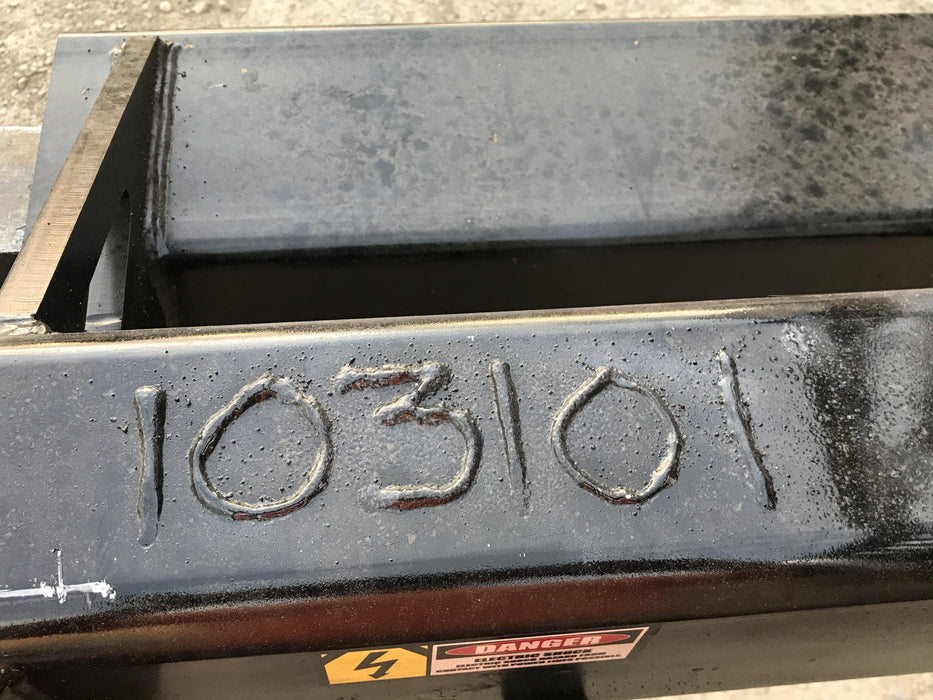 103101
DANGER
ELECTRIC SHOCK